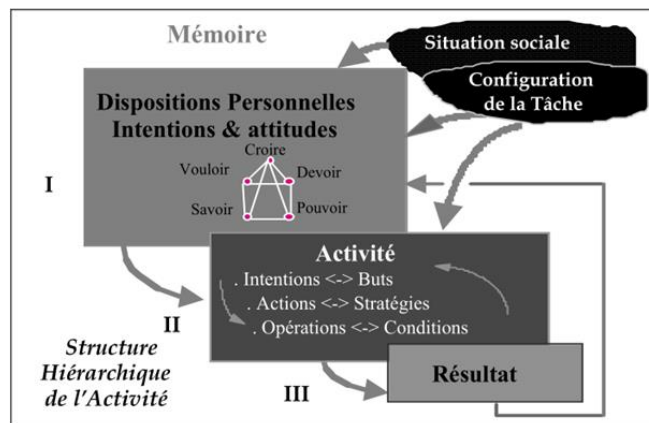 Mémoire
Situation sociale
Configuration
de la Tâche
Dispositions Personnelles
Intentions & attitudes
Croire
Vouloir
Devoir
Savoir
Pouvoir
I
Activité
. Intentions <-> Buts
. Actions <-> Stratégies
. Opérations <-> Conditions
II
Structure
Hiérarchique
de l'Activité
III
Résultat